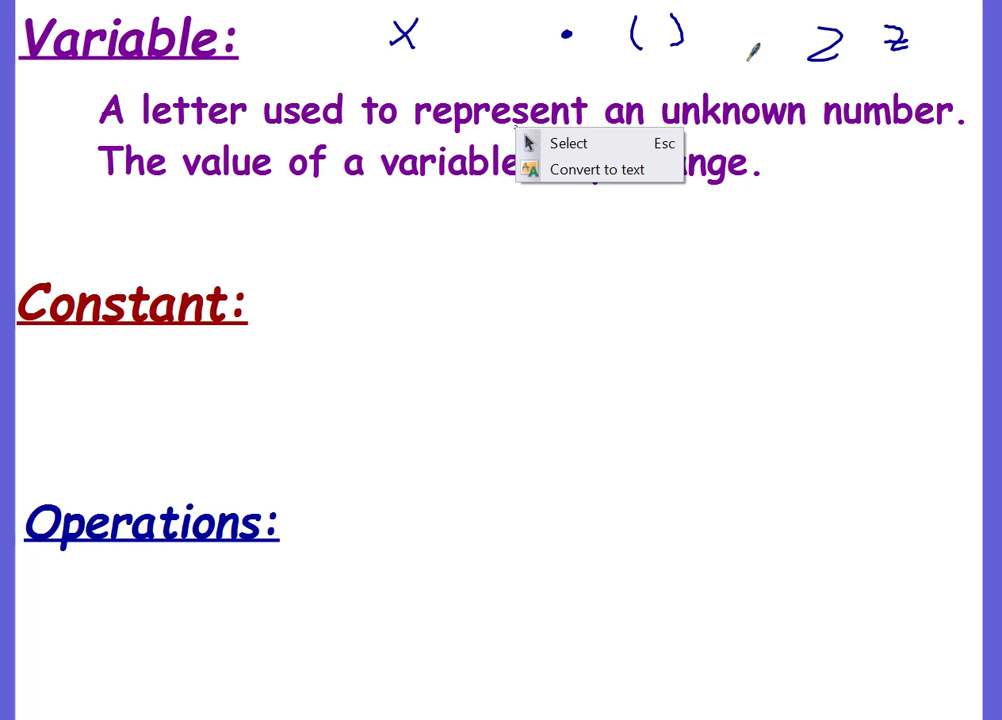 Variable: x • ( ) , 2 z
A letter used to represent an unknown number.
Select Esc
The value of a variable ange.
Convert to text
Constant:
Operations: